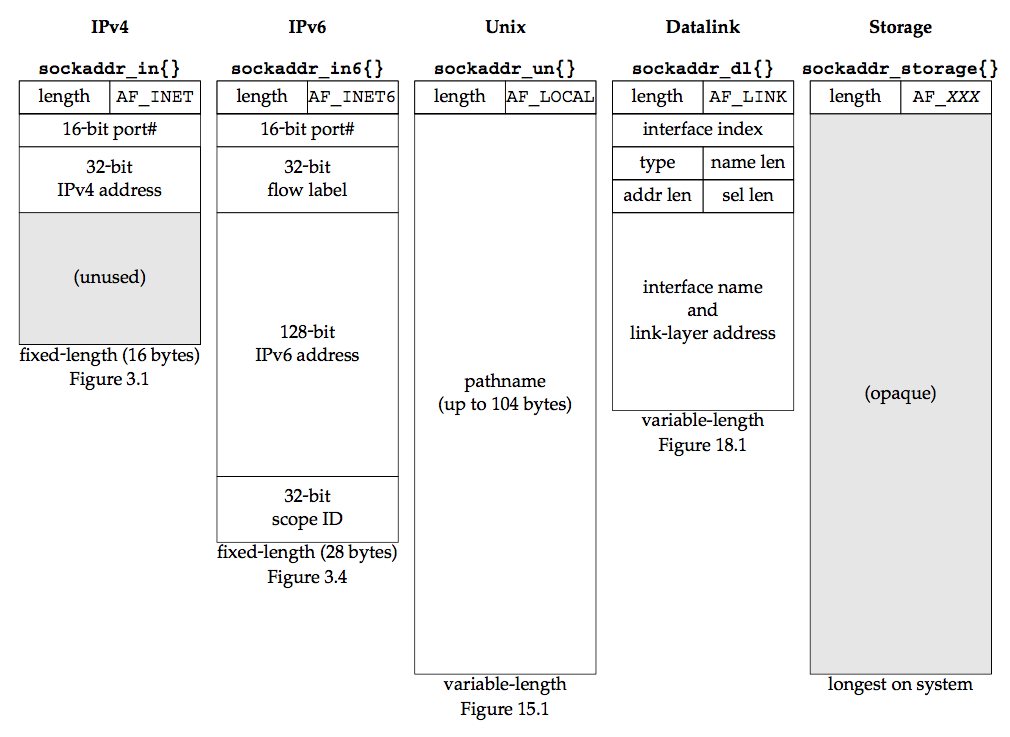 IPv4
sockaddr_in{}
length AF_INET
16-bit port#
32-bit
IPv4 address
(unused)
fixed-length (16 bytes)
Figure 3.1
IPv6
sockaddr_in6{}
length AF_INET6
16-bit port#
32-bit
flow label
128-bit
IPv6 address
32-bit
scope ID
fixed-length (28 bytes)
Figure 3.4
Unix
sockaddr_un{}
length AF_LOCAL
pathname
(up to 104 bytes)
variable-length
Figure 15.1
Datalink
sockaddr_dl{}
length AF_LINK
interface index
type name len
addr len sel len
interface name
and
link-layer address
variable-length
Figure 18.1
Storage
sockaddr_storage{}
length AF_XXX
(opaque)
longest on system